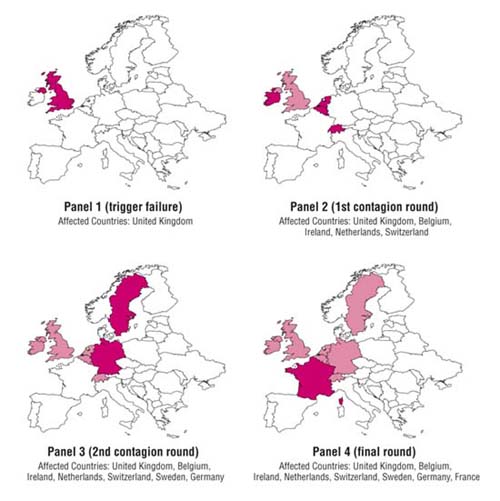 Panel 1 (trigger failure)
Affected Countries: United Kingdom
Panel 2 (1st contagion round)
Affected Countries: United Kingdom, Belgium,
Ireland, Netherlands, Switzerland
Panel 3 (2nd contagion round)
Affected Countries: United Kingdom, Belgium,
Ireland, Netherlands, Switzerland, Sweden, Germany
Panel 4 (final round)
Affected Countries: United Kingdom, Belgium,
Ireland, Netherlands, Switzerland, Sweden, Germany, France